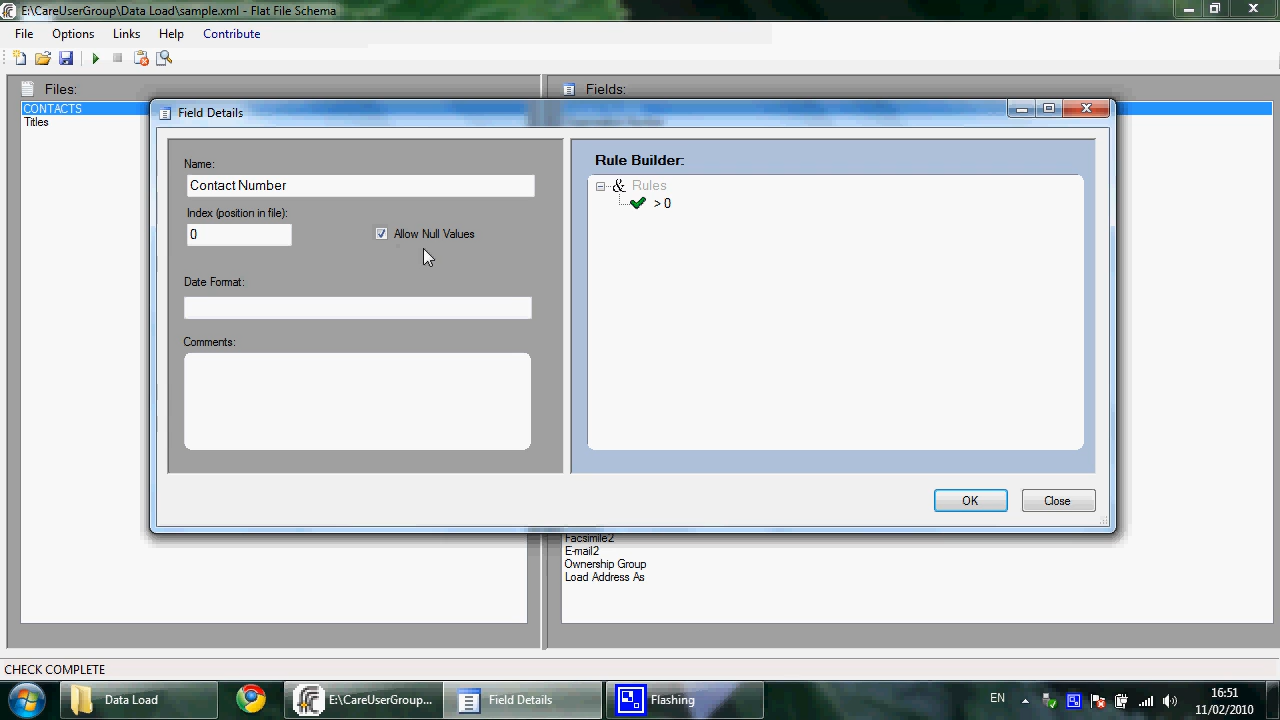 E:\CareUserGroup\Data Load\sample.xml - Flat File Schema
File Options Links Help Contribute
Files:
Fields:
CONTACTS
Titles
Field Details
Name:
Contact Number
Index (position in file):
0
Allow Null Values
Date Format:
Comments:
Rule Builder:
& Rules
> 0
OK
Close
Facsimile2
E-mail2
Ownership Group
Load Address As
CHECK COMPLETE
Data Load
E:\CareUserGroup...
Field Details
Flashing
EN
16:51
11/02/2010